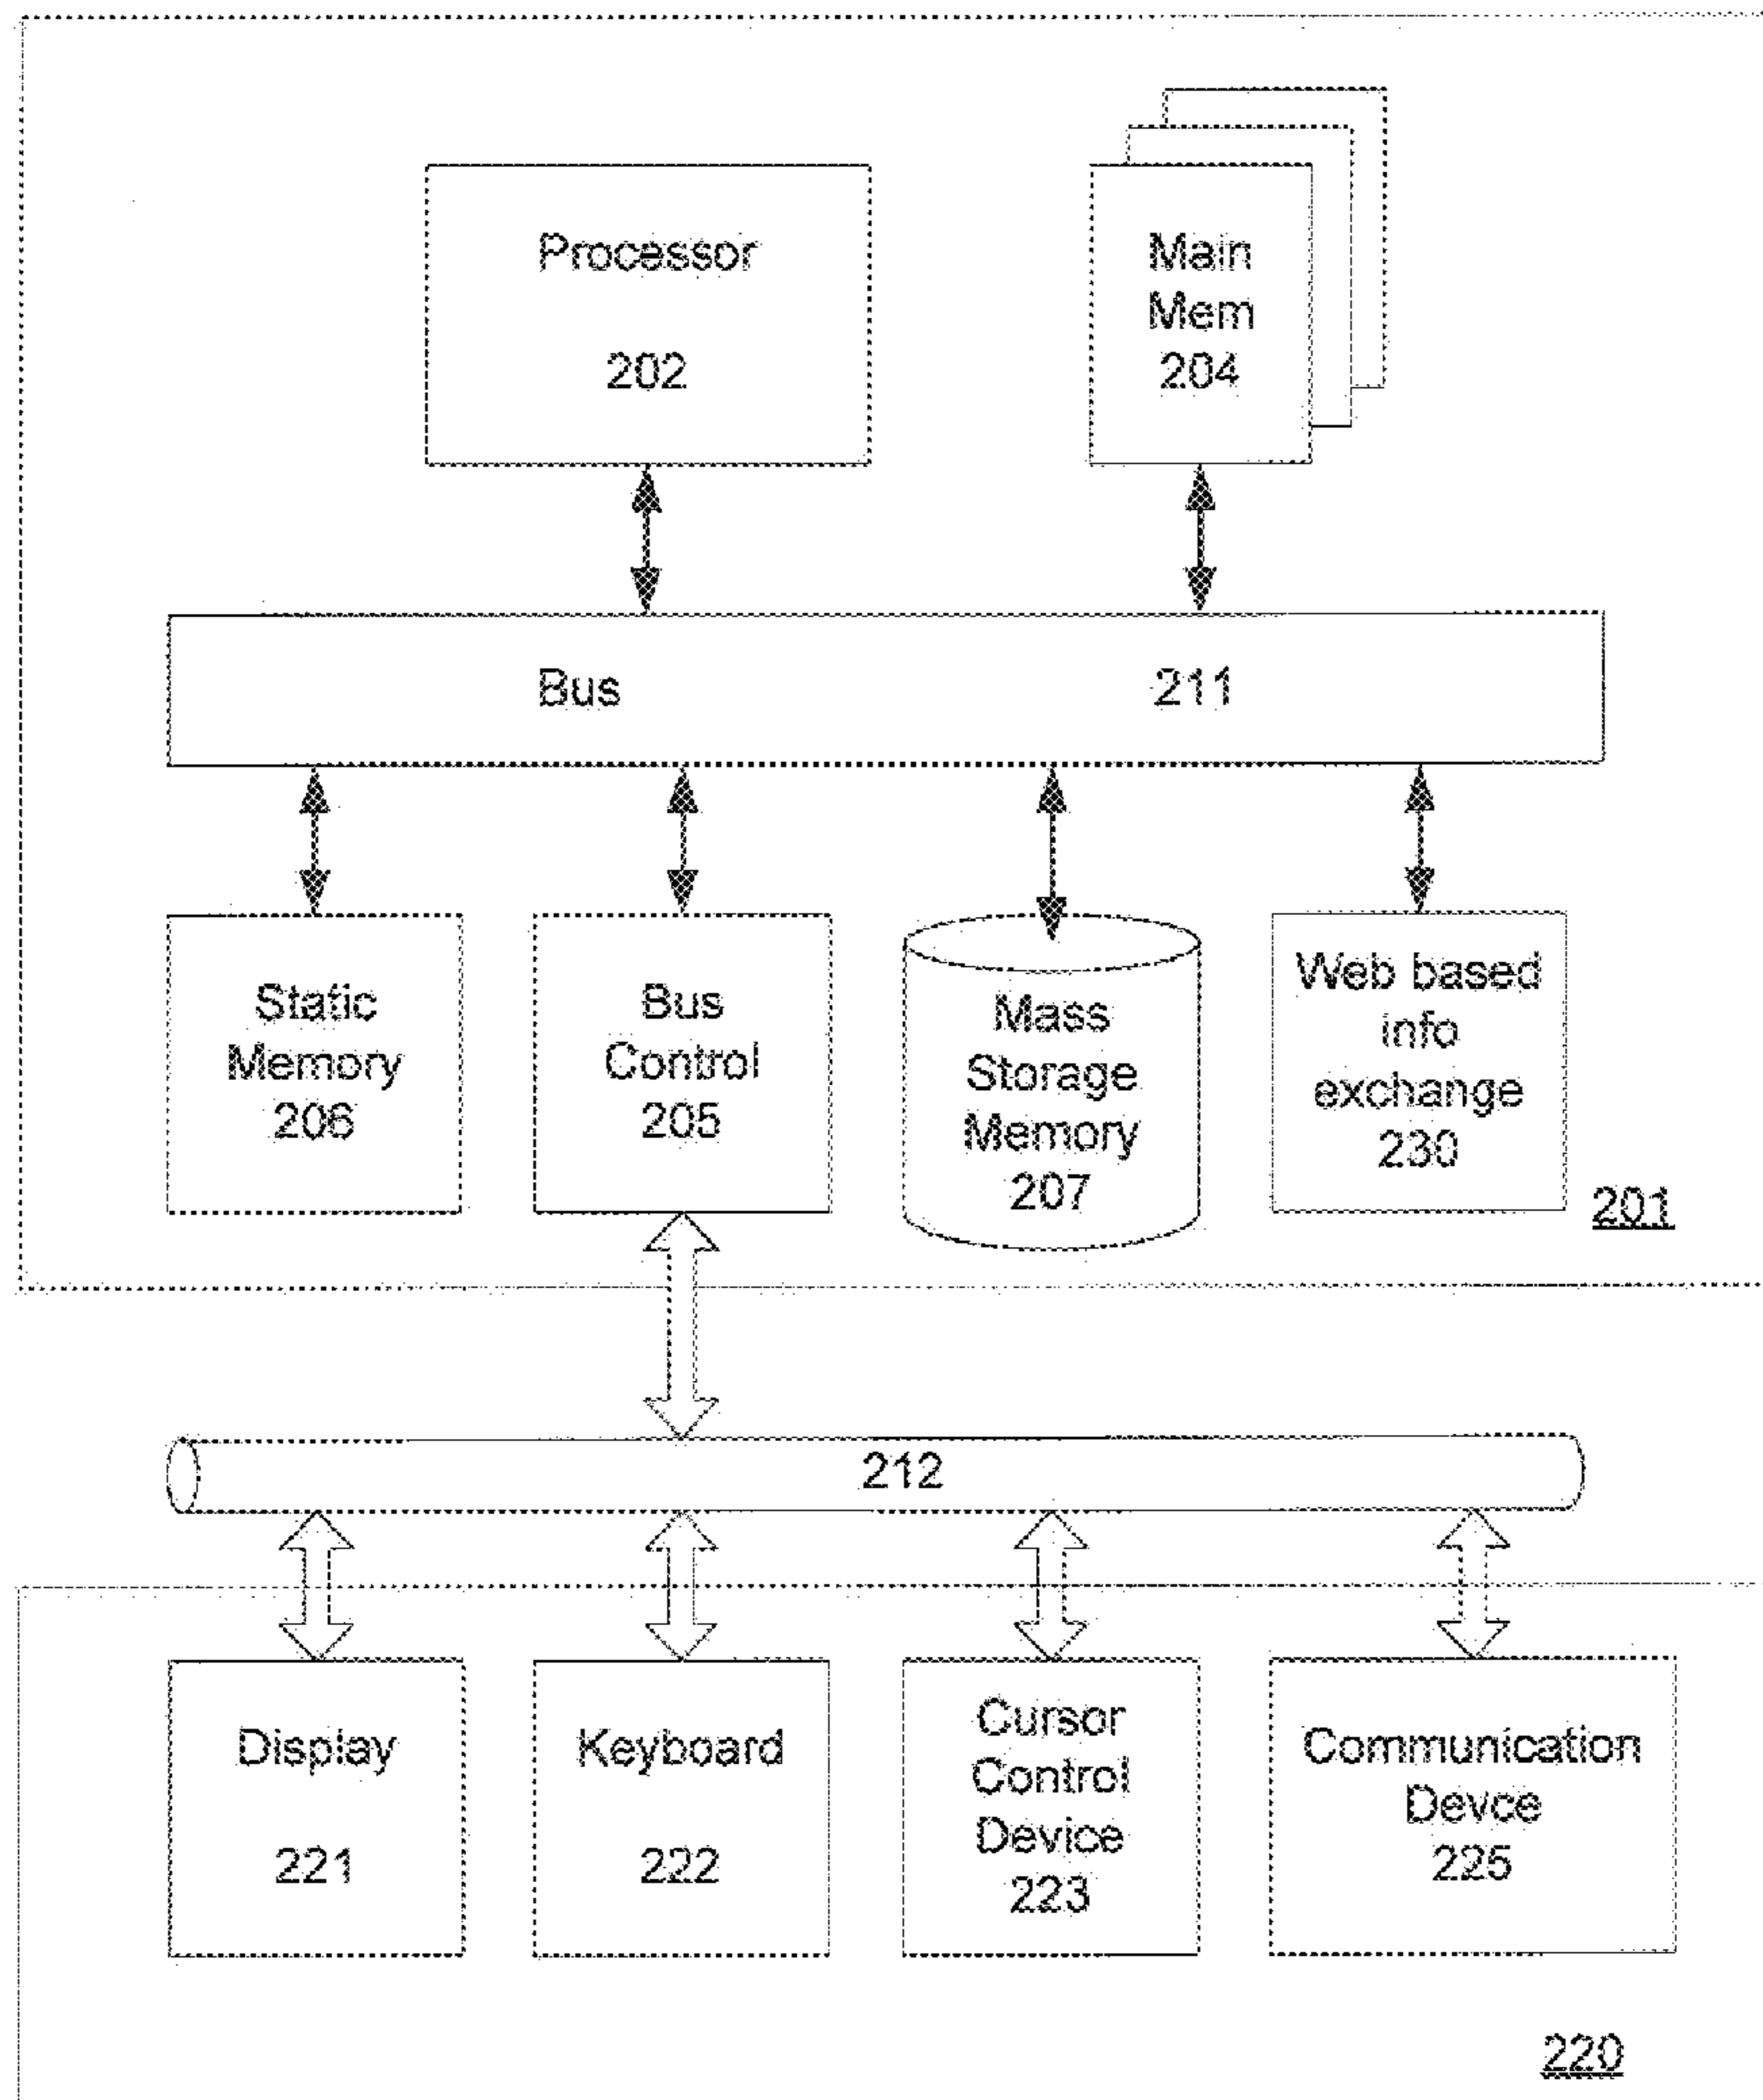 Processor
202
Main
Mem
204
Bus 211
Static
Memory
206
Bus
Control
205
Mass
Storage
Memory
207
Web based
info
exchange
230
201
212
Display
221
Keyboard
222
Cursor
Control
Device
223
Communication
Devce
225
220